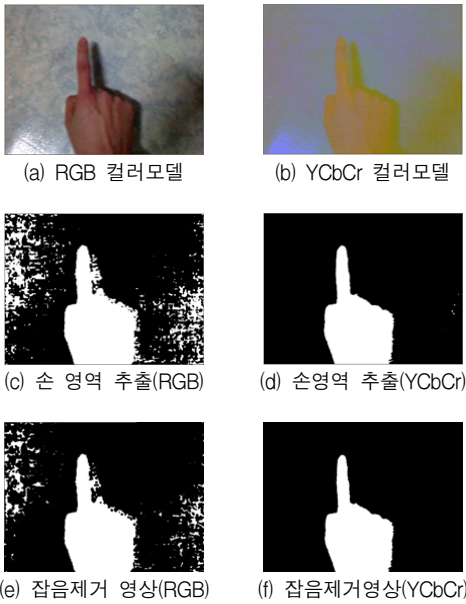 (a) RGB 컬러모델
(b) YCbCr 컬러모델
(c) 손 영역 추출(RGB)
(d) 손영역 추출(YCbCr)
(e) 잡음제거 영상(RGB)
(f) 잡음제거영상(YCbCr)